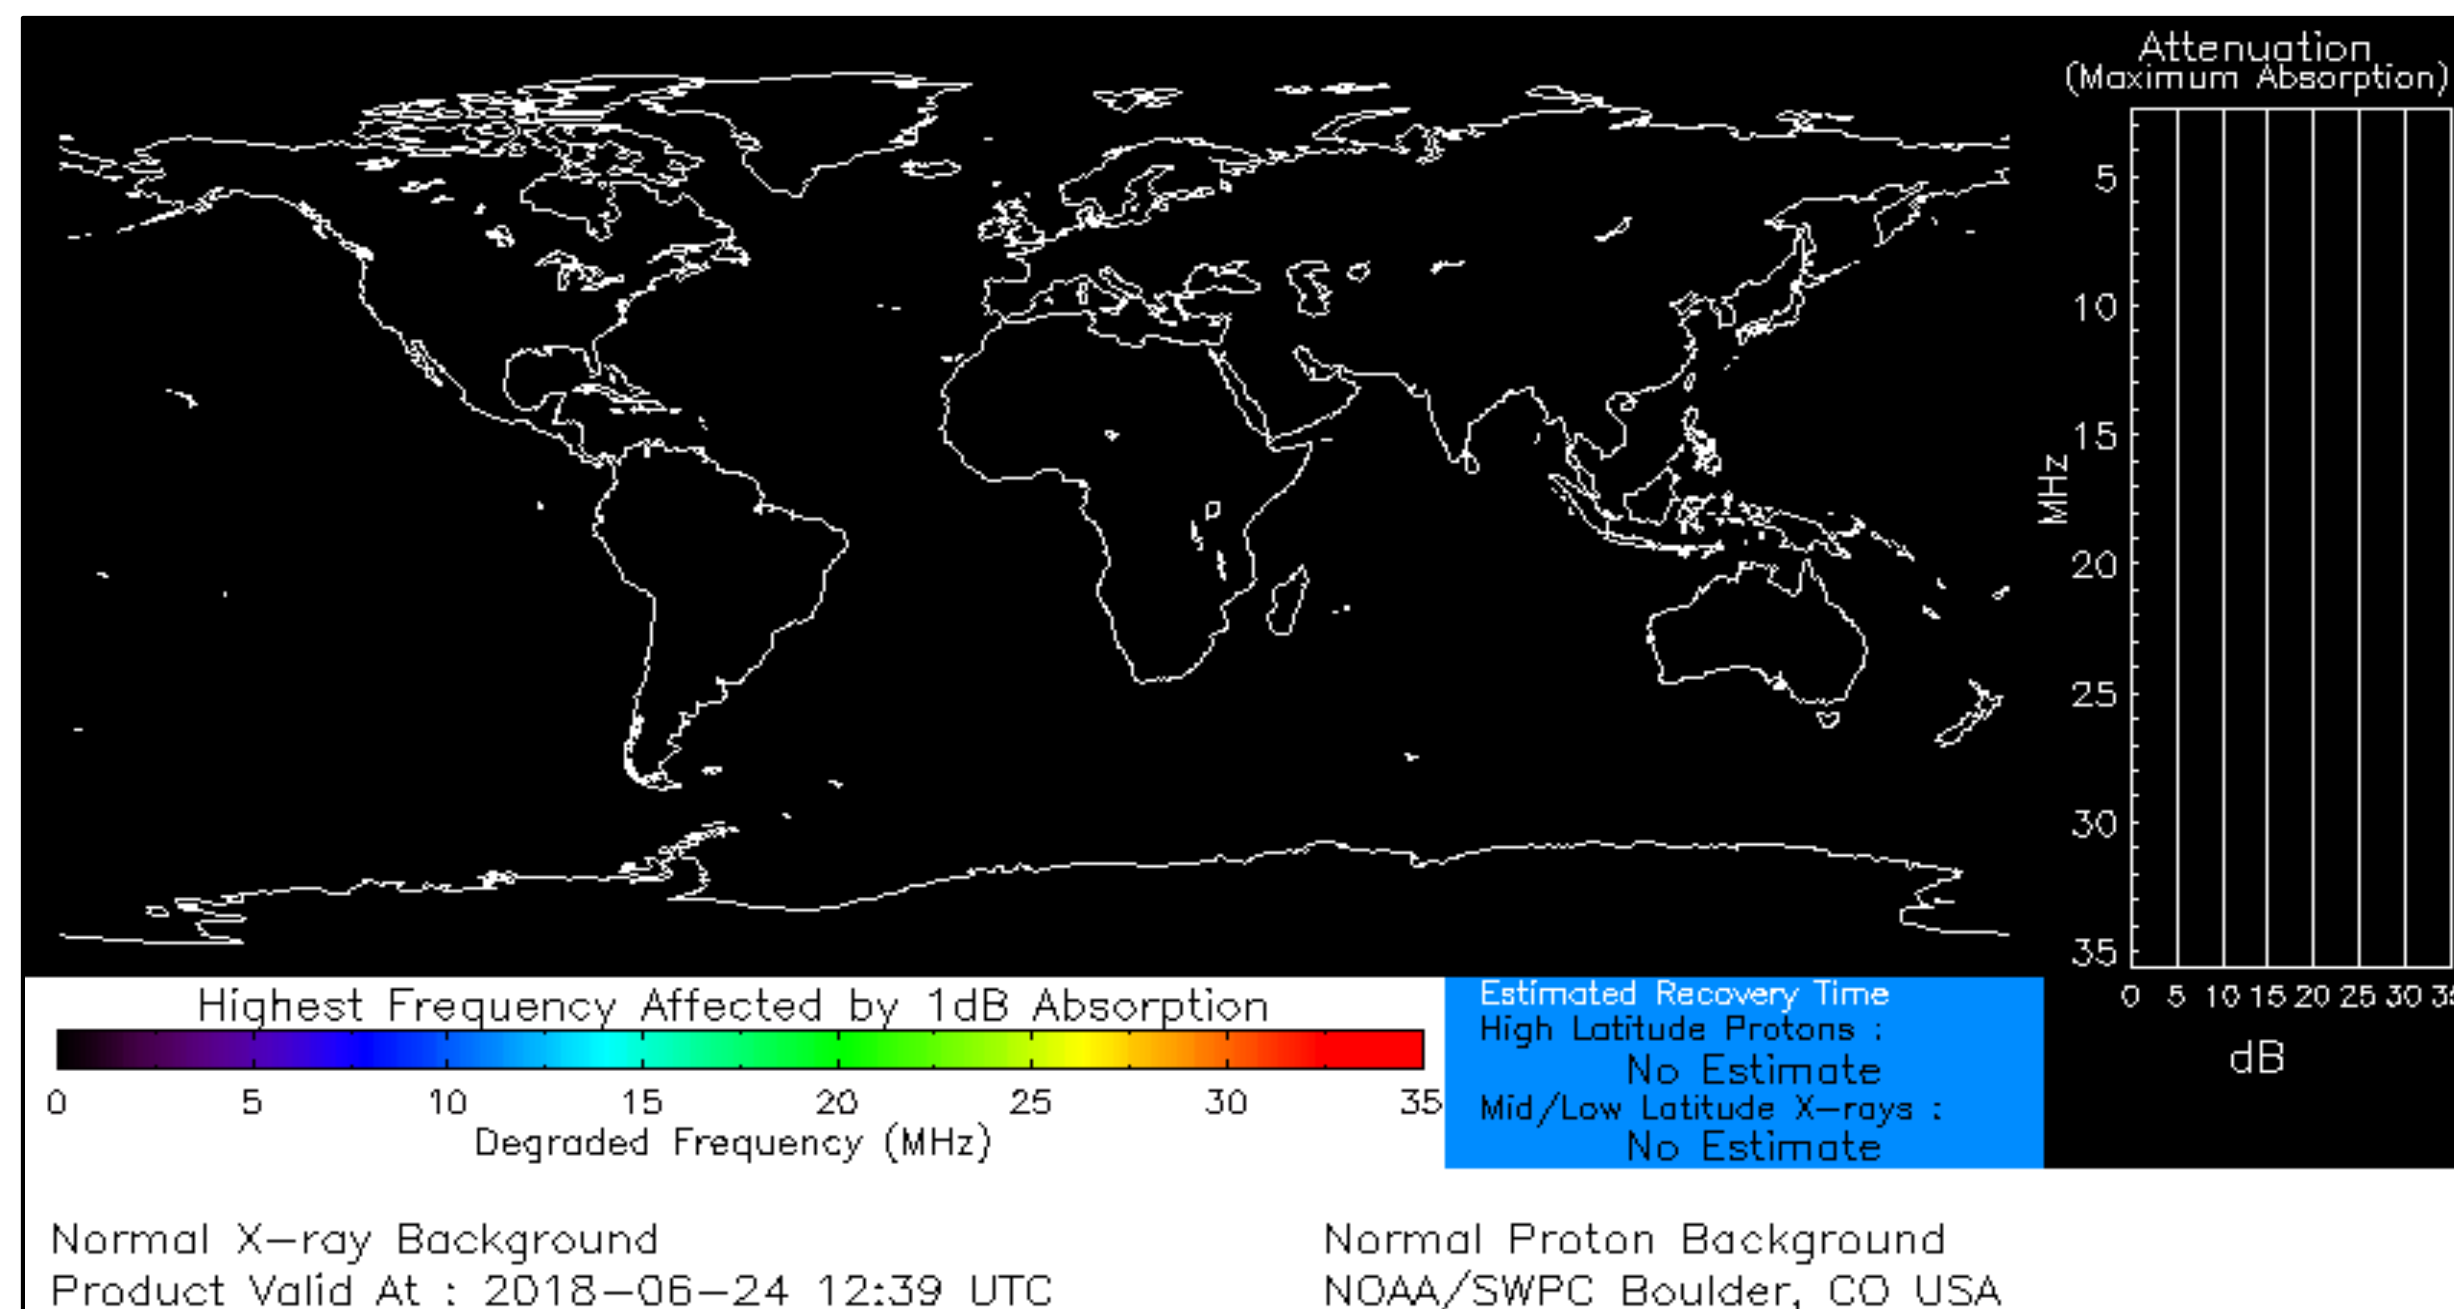 Attenuation
(Maximum Absorption)
5
10
15
20
25
30
35
MHz
0 5 10 15 20 25 30
dB
Highest Frequency Affected by 1dB Absorption
0 5 10 15 20 25 30 35
Degraded Frequency (MHz)
Estimated Recovery Time
High Latitude Protons :
No Estimate
Mid/Low Latitude X-rays :
No Estimate
Normal X-ray Background
Normal Proton Background
Product Valid At : 2018-06-24 12:39 UTC
NOAA/SWPC Boulder, CO USA